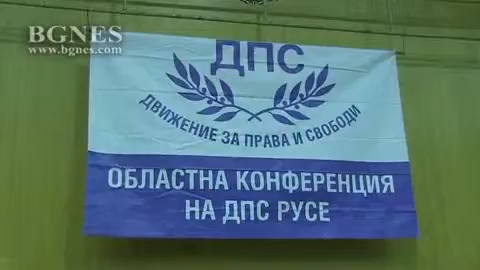 BGNES
www.bgnes.com
ДПС
ДВИЖЕНИЕ ЗА ПРАВА И СВОБОДИ
ОБЛАСТНА КОНФЕРЕНЦИЯ
НА ДПС РУСЕ